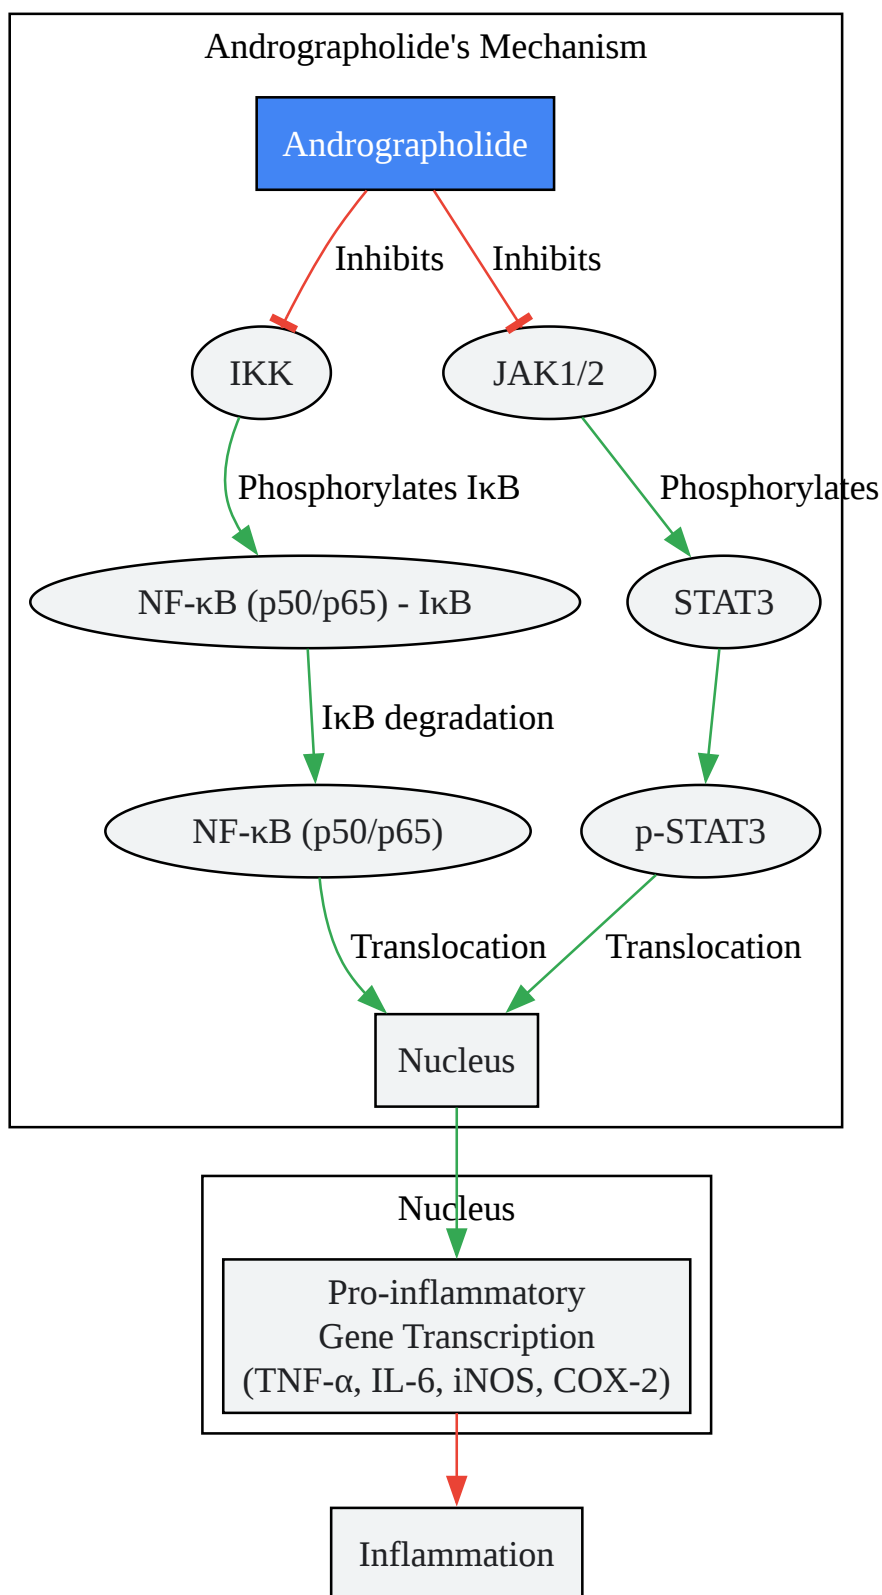 Andrographolide's Mechanism
Andrographolide
Inhibits
Inhibits
IKK
JAK1/2
Phosphorylates IκB
Phosphorylates
NF-κB (p50/p65) - IκB
STAT3
IκB degradation
NF-κB (p50/p65)
p-STAT3
Translocation
Translocation
Nucleus
Nucleus
Pro-inflammatory
Gene Transcription
(TNF-α, IL-6, iNOS, COX-2)
Inflammation